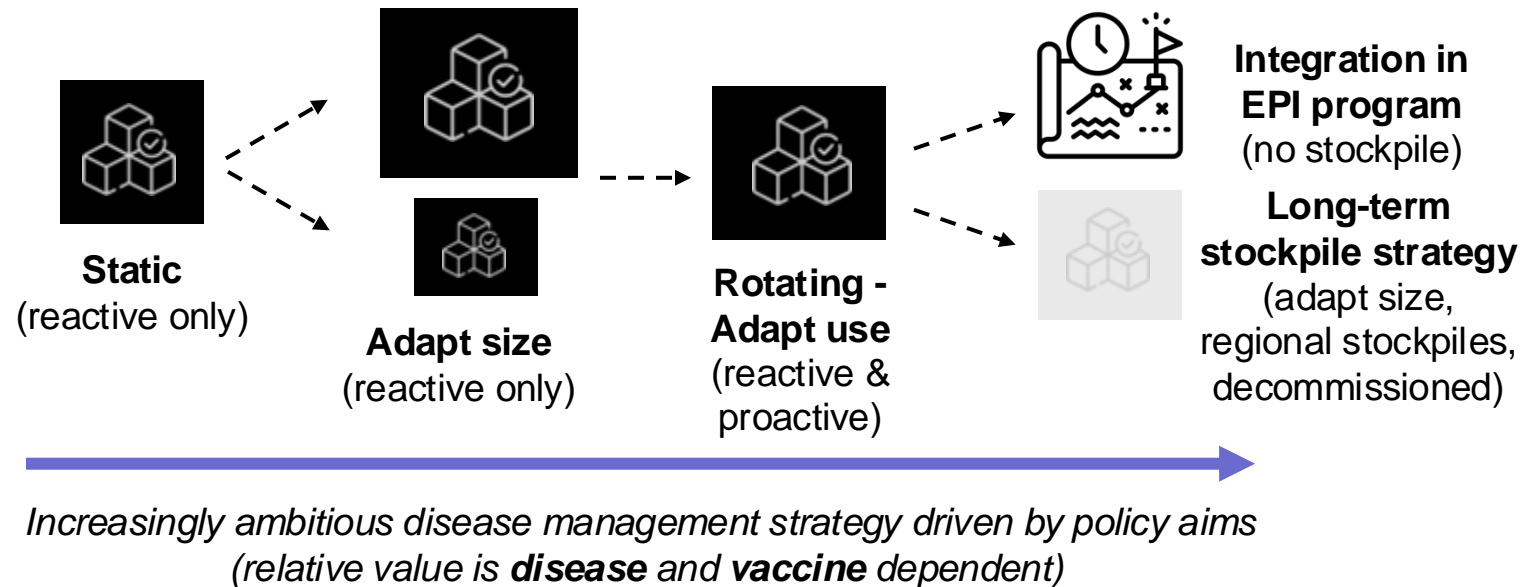 Static
(reactive only)
Adapt size
(reactive only)
Rotating -
Adapt use
(reactive &
proactive)
Integration in
EPI program
(no stockpile)
Long-term
stockpile strategy
(adapt size,
regional stockpiles,
decommissioned)
Increasingly ambitious disease management strategy driven by policy aims
(relative value is disease and vaccine dependent)